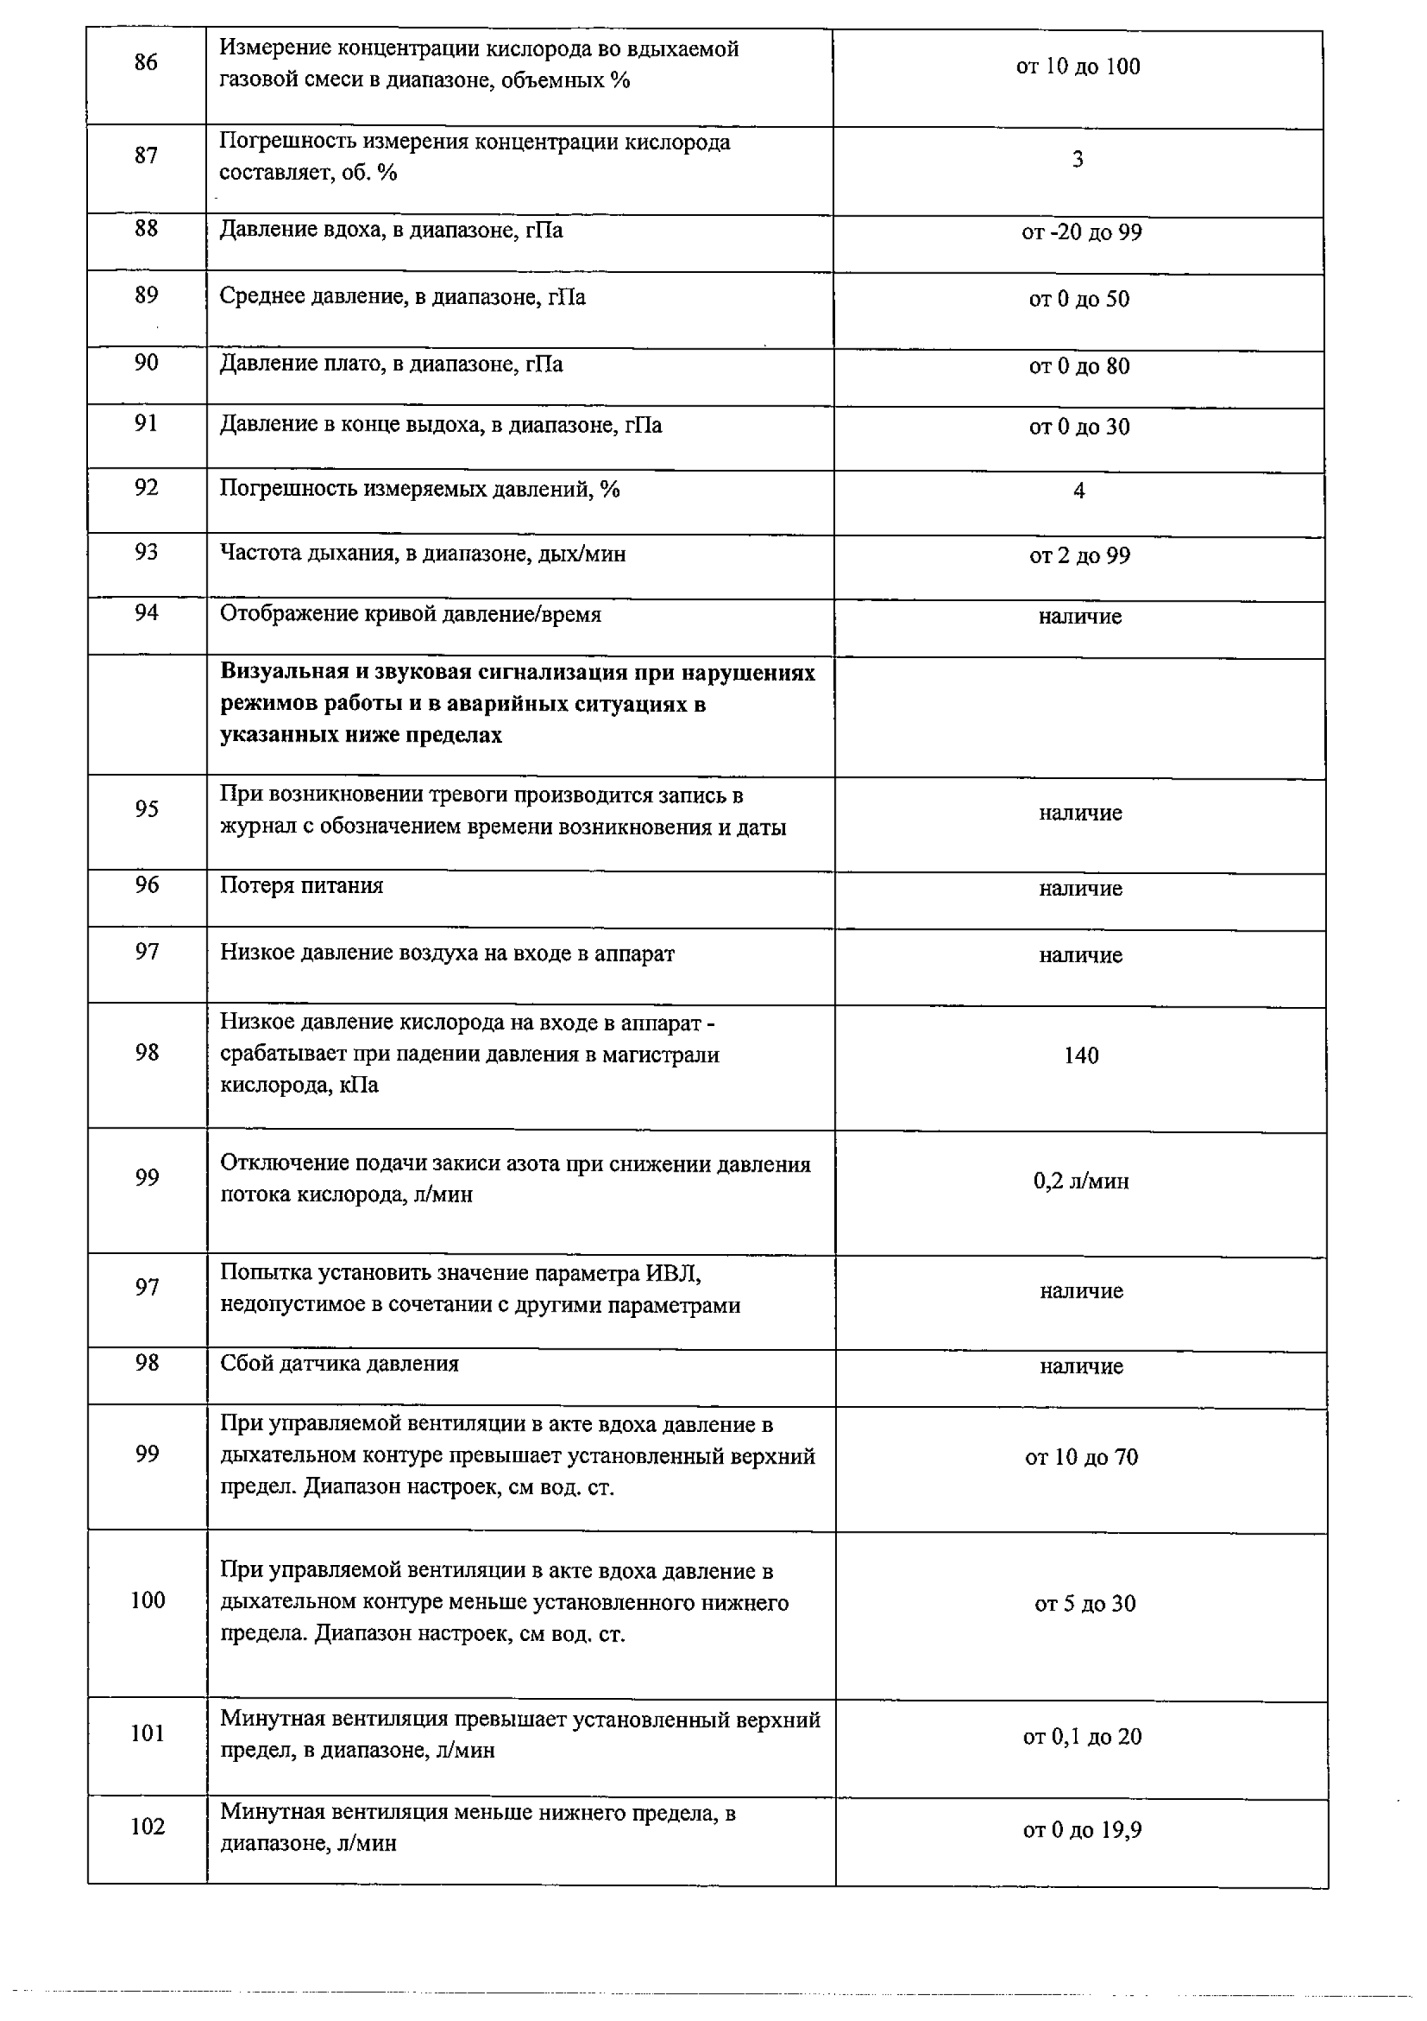 86
Измерение концентрации кислорода во вдыхаемой
газовой смеси в диапазоне, объемных %
от 10 до 100
87
Погрешность измерения концентрации кислорода
составляет, об. %
3
88
Давление вдоха, в диапазоне, гПа
от -20 до 99
89
Среднее давление, в диапазоне, гПа
от 0 до 50
90
Давление плато, в диапазоне, гПа
от 0 до 80
91
Давление в конце выдоха, в диапазоне, гПа
от 0 до 30
92
Погрешность измеряемых давлений, %
4
93
Частота дыхания, в диапазоне, дых/мин
от 2 до 99
94
Отображение кривой давление/время
наличие
Визуальная и звуковая сигнализация при нарушениях
режимов работы и в аварийных ситуациях в
указанных ниже пределах
95
При возникновении тревоги производится запись в
журнал с обозначением времени возникновения и даты
наличие
96
Потеря питания
наличие
97
Низкое давление воздуха на входе в аппарат
наличие
98
Низкое давление кислорода на входе в аппарат -
срабатывает при падении давления в магистрали
кислорода, кПа
140
99
Отключение подачи закиси азота при снижении давления
потока кислорода, л/мин
0,2 л/мин
97
Попытка установить значение параметра ИВЛ,
недопустимое в сочетании с другими параметрами
наличие
98
Сбой датчика давления
наличие
99
При управляемой вентиляции в акте вдоха давление в
дыхательном контуре превышает установленный верхний
предел. Диапазон настроек, см вод. ст.
от 10 до 70
100
При управляемой вентиляции в акте вдоха давление в
дыхательном контуре меньше установленного нижнего
предела. Диапазон настроек, см вод. ст.
от 5 до 30
101
Минутная вентиляция превышает установленный верхний
предел, в диапазоне, л/мин
от 0,1 до 20
102
Минутная вентиляция меньше нижнего предела, в
диапазоне, л/мин
от 0 до 19,9